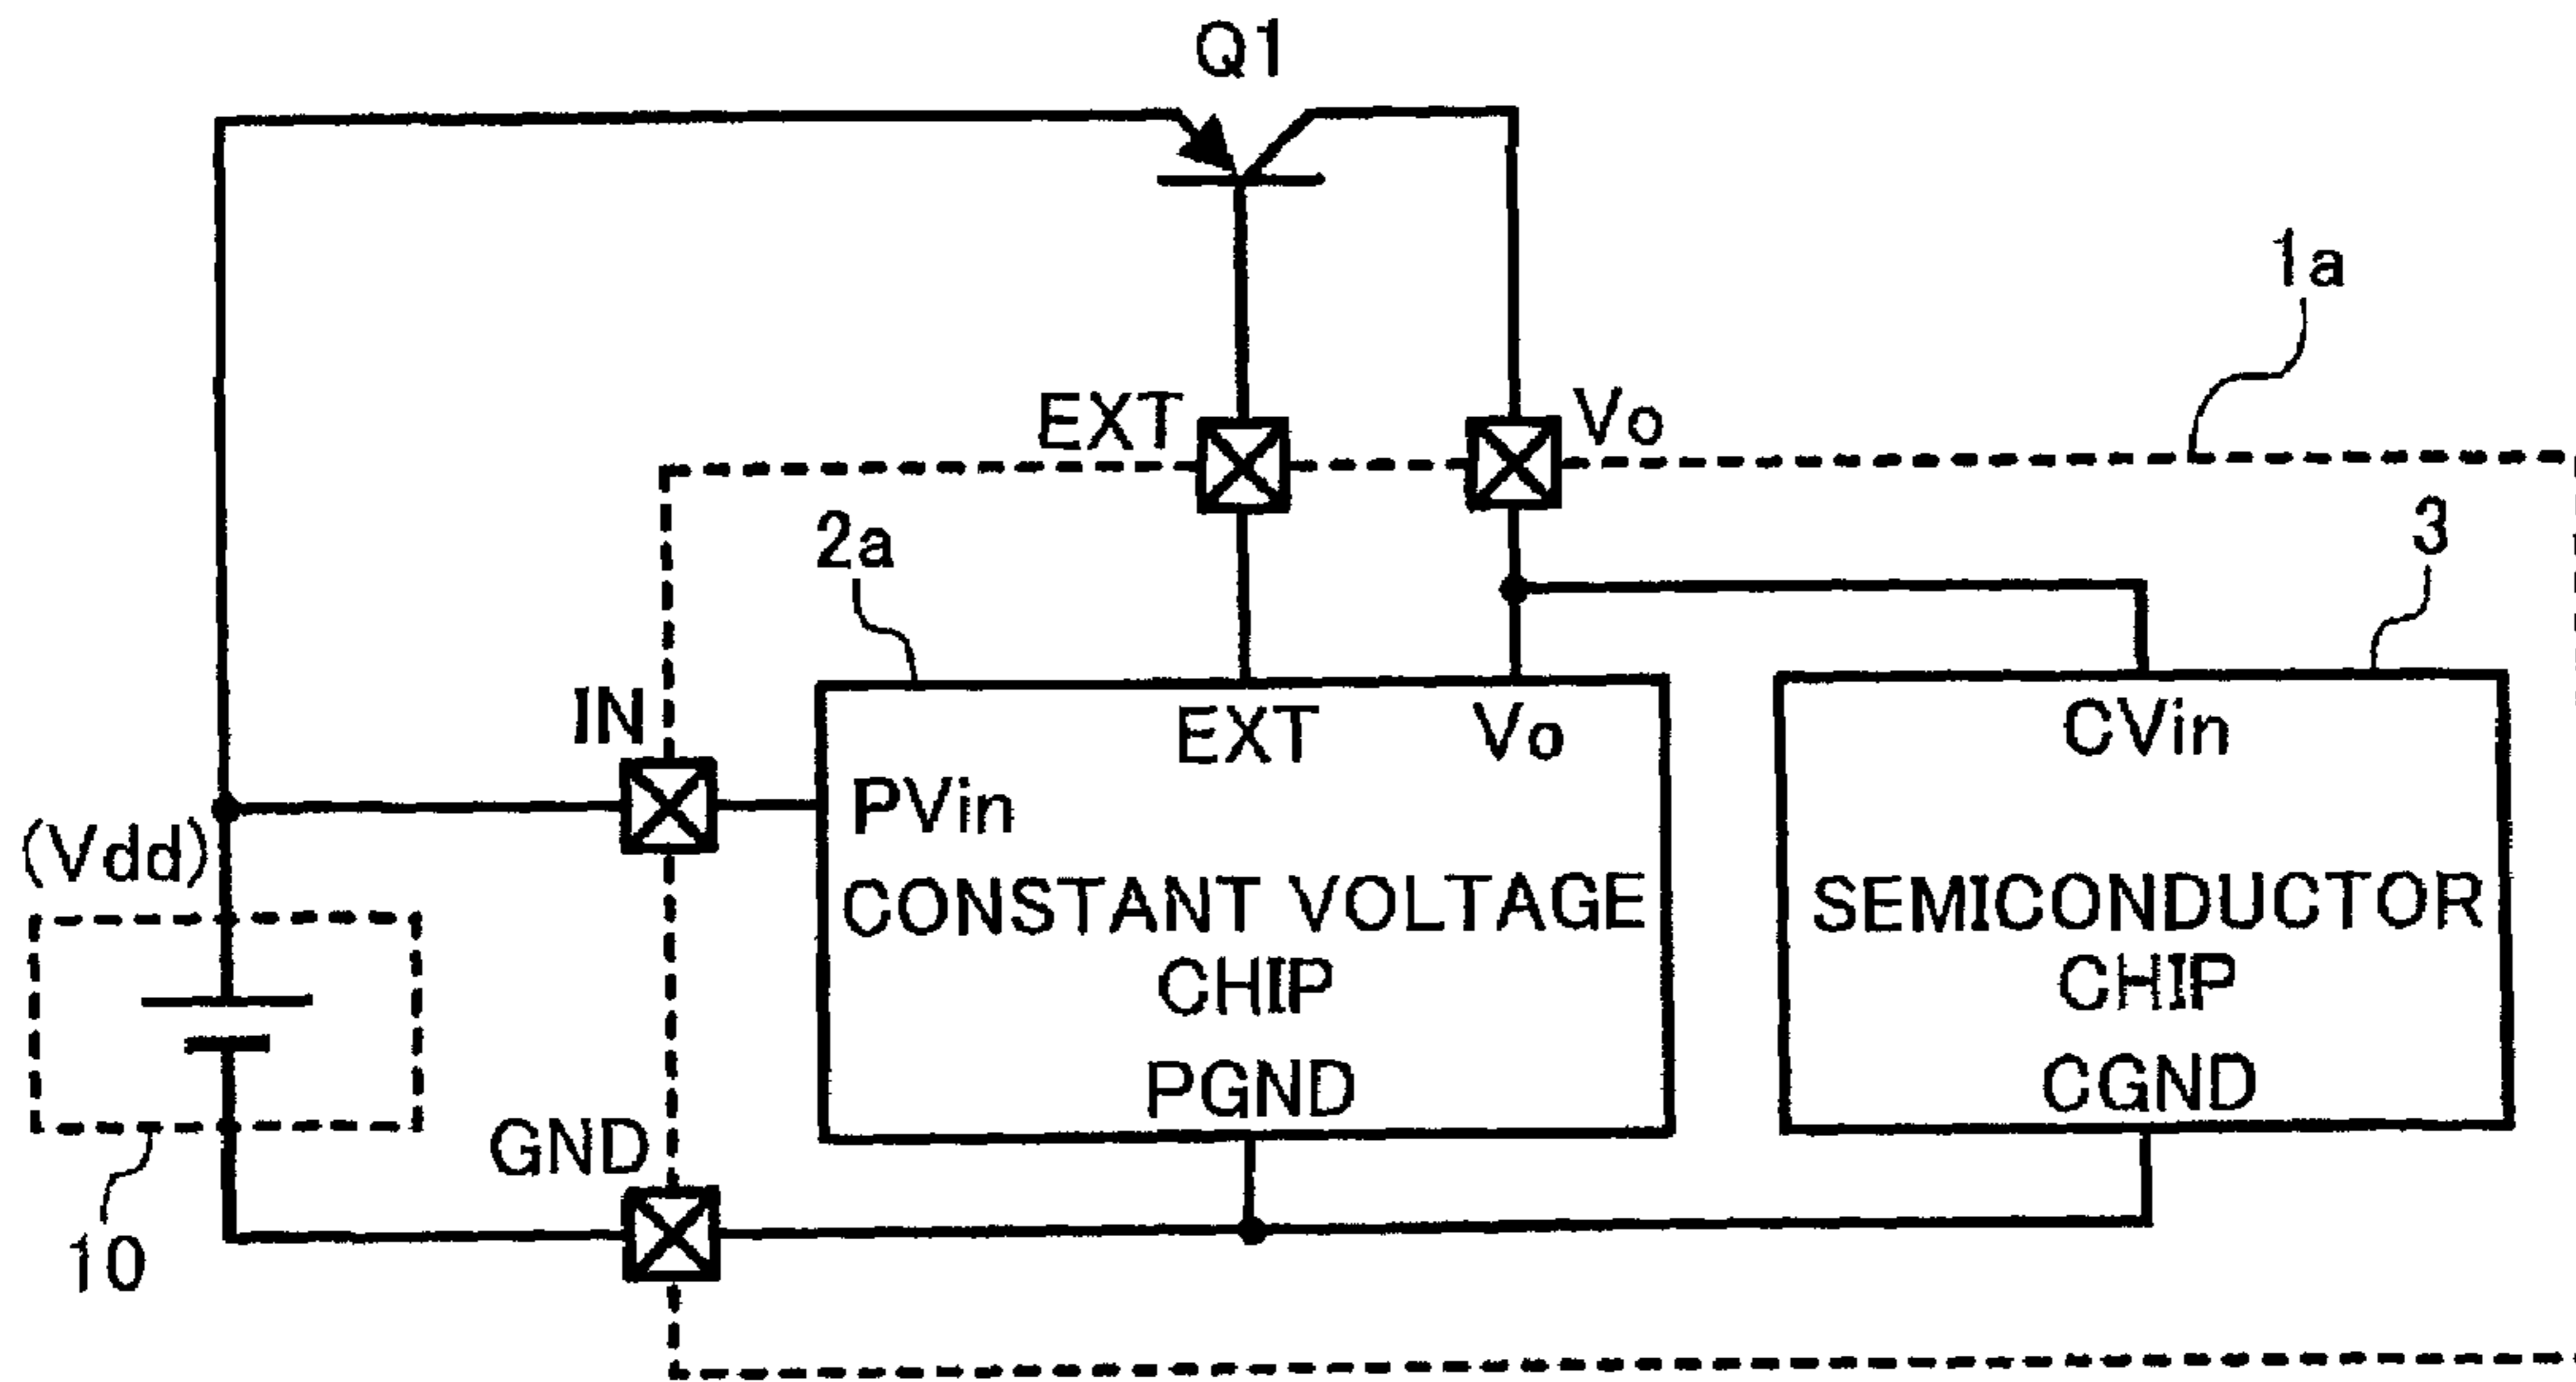 Q1
1a
EXT
Vo
2a
3
IN
EXT
Vo
CVin
PVin
(Vdd)
CONSTANT VOLTAGE
CHIP
SEMICONDUCTOR
CHIP
PGND
CGND
GND
10